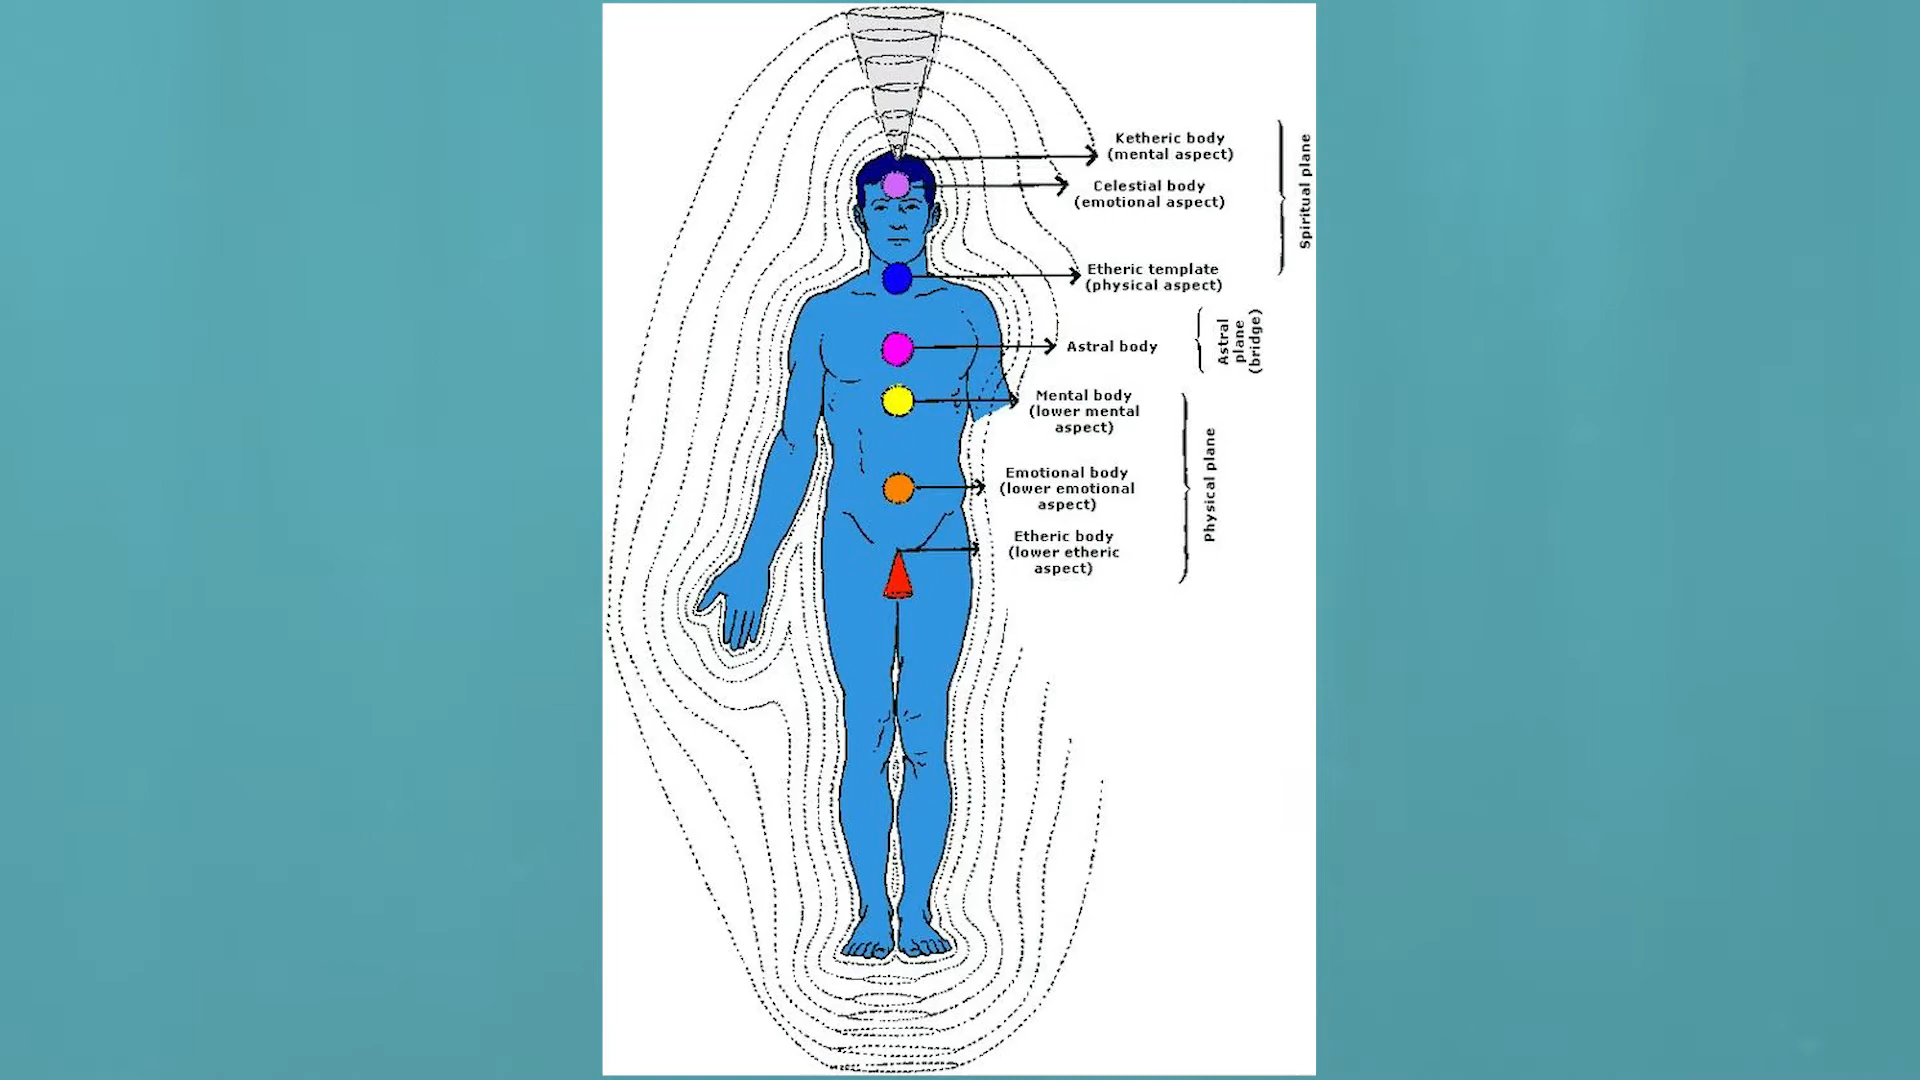 Ketheric body
(mental aspect)
Celestial body
(emotional aspect)
Etheric template
(physical aspect)
Spiritual plane
Astral body
Astral
plane
(bridge)
Mental body
(lower mental
aspect)
Emotional body
(lower emotional
aspect)
Etheric body
(lower etheric
aspect)
Physical plane